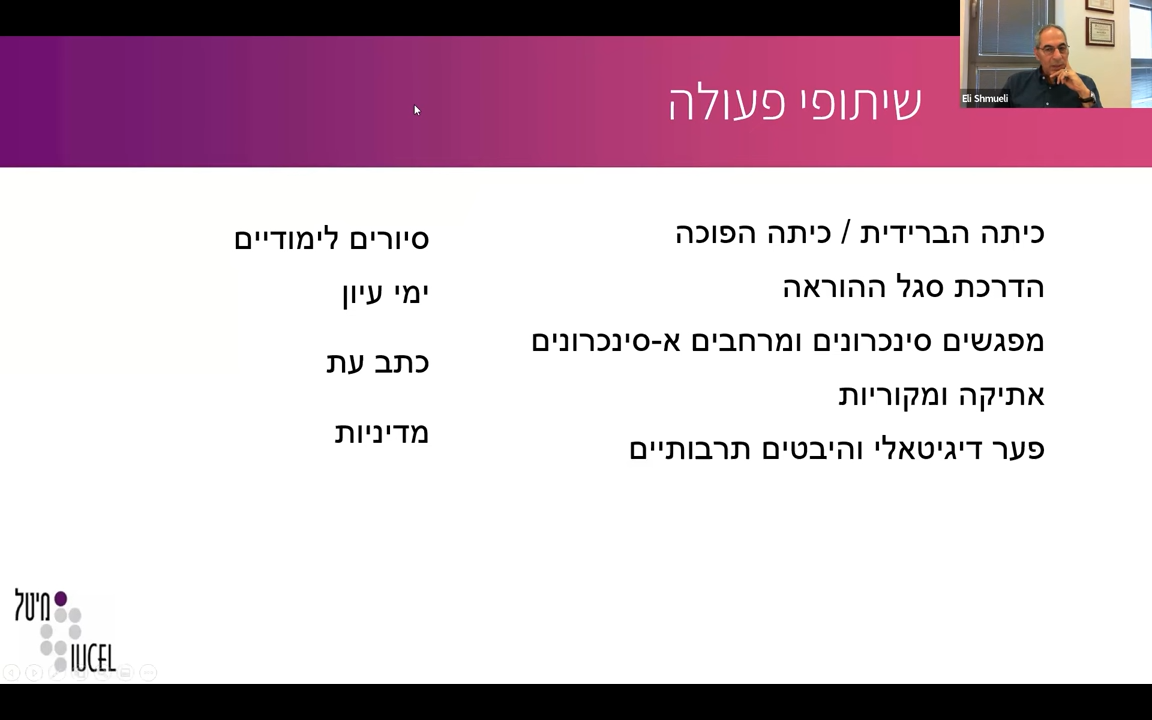 שיתופי פעולה
Eli Shmueli
כיתה הברידית / כיתה הפוכה
הדרכת סגל ההוראה
מפגשים סינכרונים ומרחבים א-סינכרונים
אתיקה ומקוריות
פער דיגיטאלי והיבטים תרבותיים
סיורים לימודיים
ימי עיון
כתב עת
מדיניות
מיטל
IUCEL